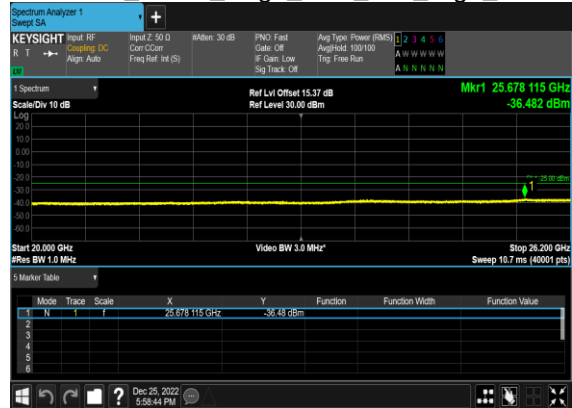 Spectrum Analyzer 1
Swept SA
+
KEYSIGHT Input: RF Input Z: 50 Ω #Atten: 30 dB PNO: Fast Avg Type: Power (RMS) 1 2 3 4 5 6
R T Coupling: DC Corr CCorr Gate: Off Avg|Hold: 100/100 A W W W W W
Align: Auto Freq Ref: Int (S) IF Gain: Low Trig: Free Run
LW Sig Track: Off A N N N N N
1 Spectrum Ref Lvl Offset 15.37 dB Mkr1 25.678 115 GHz
Scale/Div 10 dB Ref Level 30.00 dBm -36.482 dBm
Log
20.0
10.0
0.00
-10.0
-20.0
-25.00 dBm
1
-30.0
-40.0
-50.0
-60.0
Start 20.000 GHz Video BW 3.0 MHz* Stop 26.200 GHz
#Res BW 1.0 MHz Sweep 10.7 ms (40001 pts)
5 Marker Table
Mode Trace Scale X Y Function Function Width Function Value
1 N 1 f 25.678 115 GHz -36.48 dBm
2
3
4
5
6
? Dec 25, 2022
5:58:44 PM